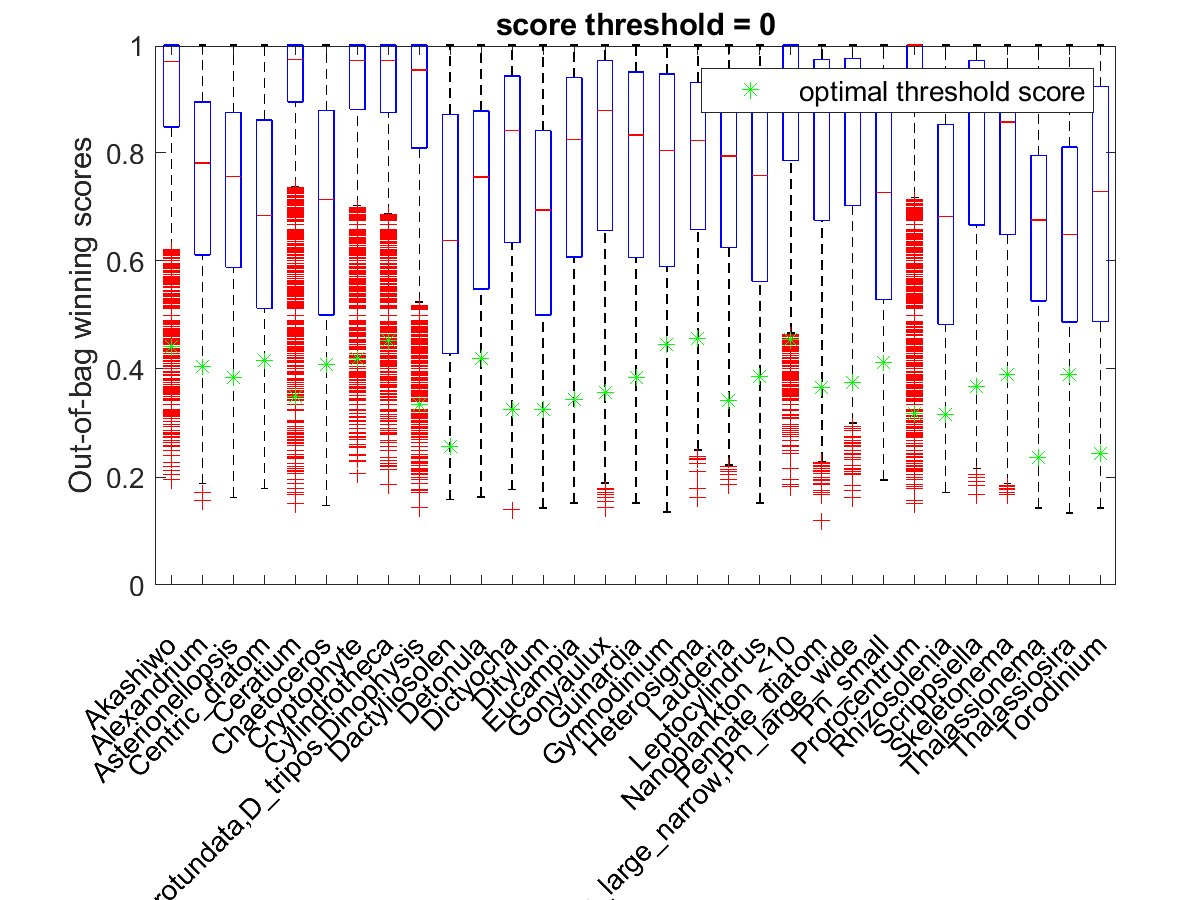 score threshold = 0
optimal threshold score
Out-of-bag winning scores
1
0.8
0.6
0.4
0.2
0
Akashiwo
Alexandrium
Asterionellopsis
Centric_diatom
Ceratium
Chaetoceros
Cryptophyte
Cylindrotheca
rotundata,D_tripos,Dinophysis
Dactyliosolen
Detonula
Dictyocha
Ditylum
Eucampia
Gonyaulux
Guinardia
Gymnodinium
Heterosigma
Lauderia
Leptocylindrus
Nanoplankton_<10
Pennate_diatom
_large_narrow,Pn_large_wide
Pn_small
Prorocentrum
Rhizosolenia
Scrippsiella
Skeletonema
Thalassionema
Thalassiosira
Torodinium